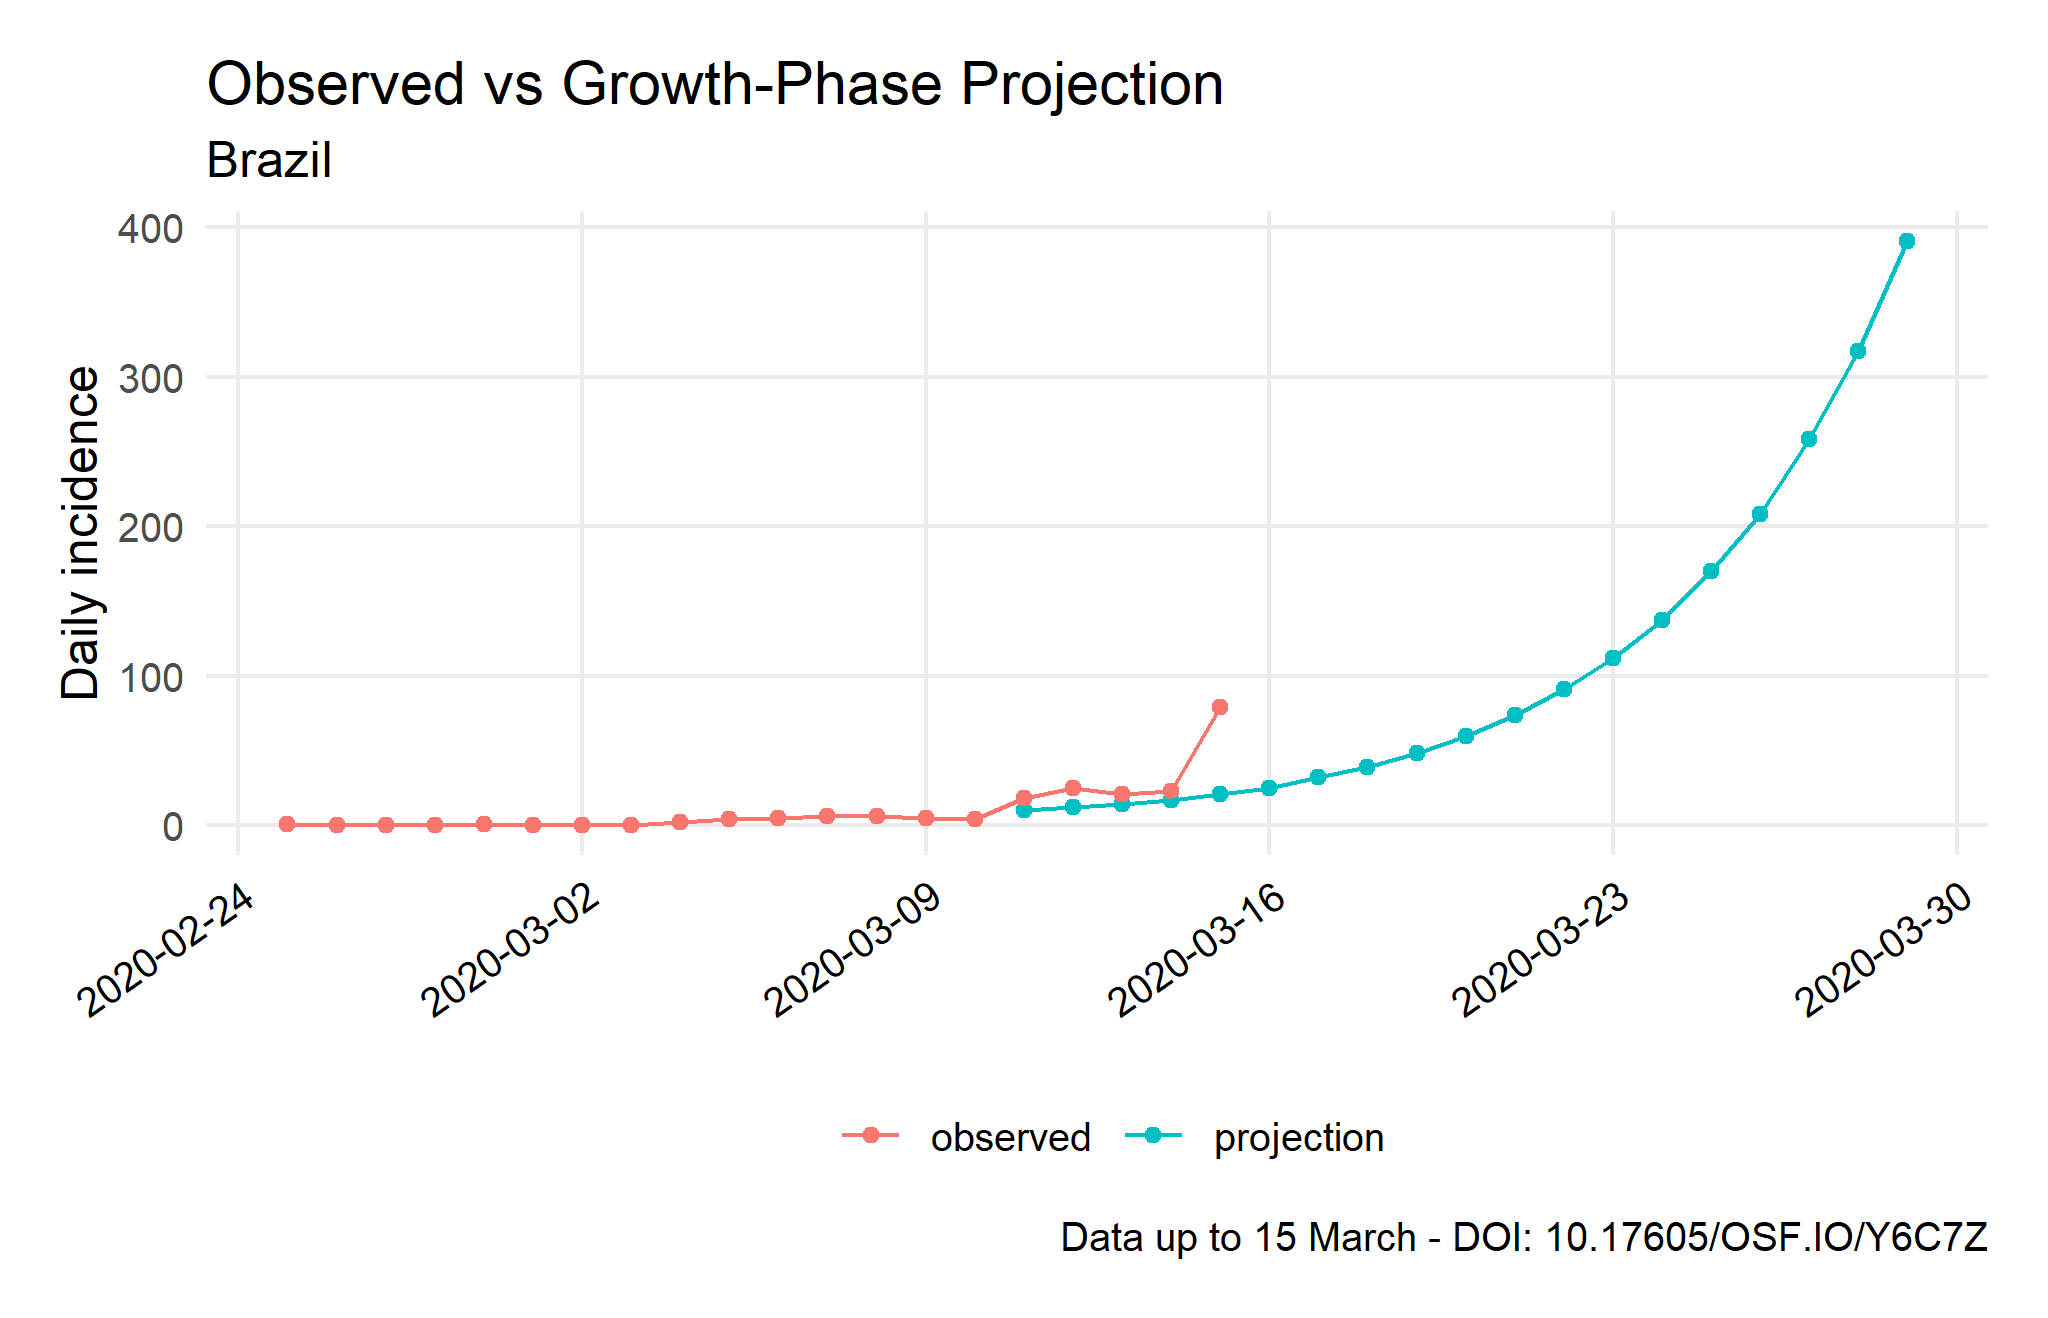 Observed vs Growth-Phase Projection
Brazil
Daily incidence
400
300
200
100
0
2020-02-24
2020-03-02
2020-03-09
2020-03-16
2020-03-23
2020-03-30
observed
projection
Data up to 15 March - DOI: 10.17605/OSF.IO/Y6C7Z